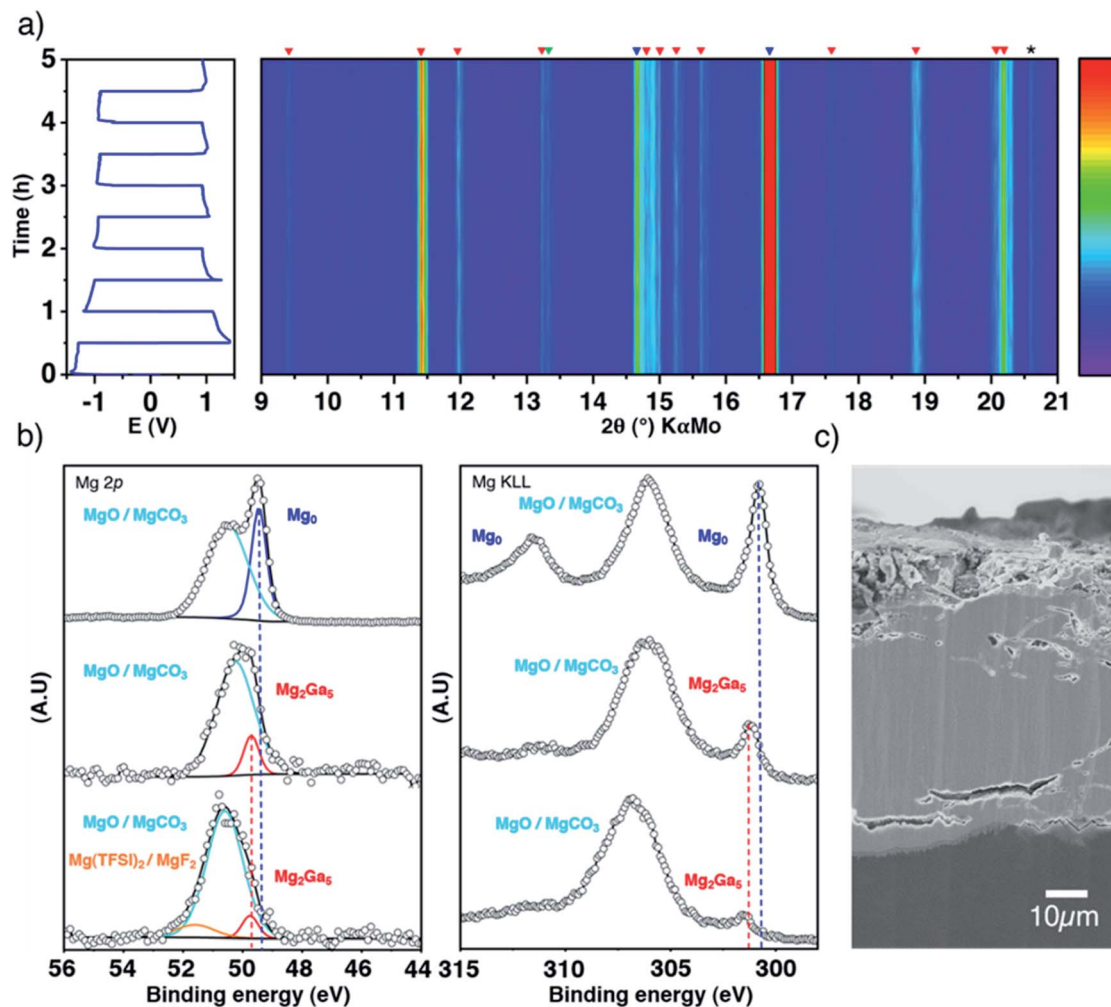 a)
5
4
3
2
1
0
Time (h)
-1 0 1
E (V)
*
9 10 11 12 13 14 15 16 17 18 19 20 21
2θ (°) KαMo
b)
c)
Mg 2p
MgO / MgCO₃
Mg₀
MgO / MgCO₃
Mg₂Ga₅
MgO / MgCO₃
Mg(TFSI)₂ / MgF₂
Mg₂Ga₅
(A.U)
56 54 52 50 48 46 44
Binding energy (eV)
Mg KLL
MgO / MgCO₃
Mg₀
Mg₀
MgO / MgCO₃
Mg₂Ga₅
MgO / MgCO₃
Mg₂Ga₅
(A.U)
315 310 305 300
Binding energy (eV)
10µm